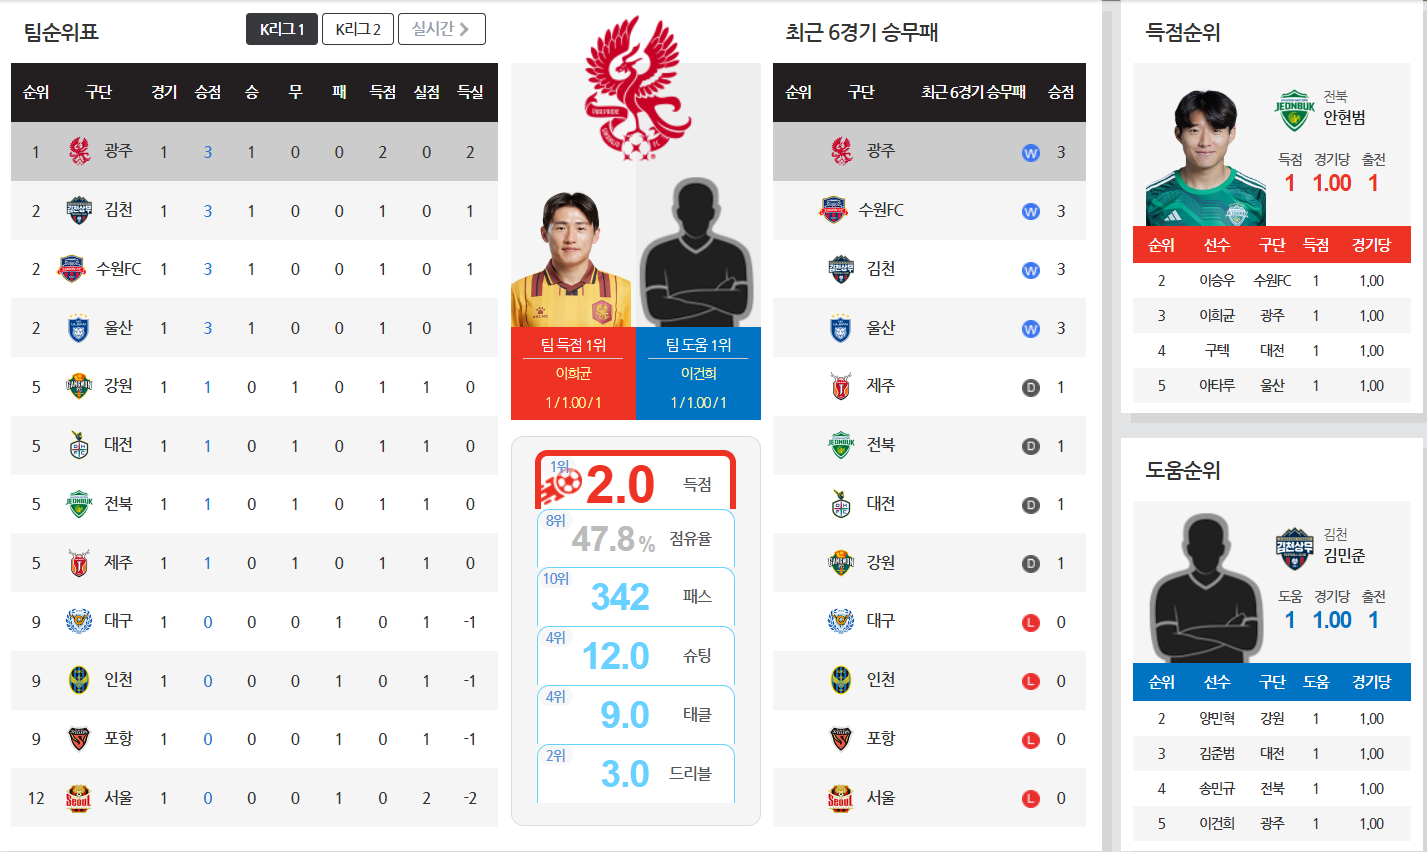 팀순위표
K리그 1
K리그 2
실시간 >
순위 구단 경기 승점 승 무 패 득점 실점 득실
1 광주 1 3 1 0 0 2 0 2
2 김천 1 3 1 0 0 1 0 1
2 수원FC 1 3 1 0 0 1 0 1
2 울산 1 3 1 0 0 1 0 1
5 강원 1 1 0 1 0 1 1 0
5 대전 1 1 0 1 0 1 1 0
5 전북 1 1 0 1 0 1 1 0
5 제주 1 1 0 1 0 1 1 0
9 대구 1 0 0 0 1 0 1 -1
9 인천 1 0 0 0 1 0 1 -1
9 포항 1 0 0 0 1 0 1 -1
12 서울 1 0 0 0 1 0 2 -2
팀 득점 1위
이희균
1 / 1.00 / 1
팀 도움 1위
이건희
1 / 1.00 / 1
1위 2.0 득점
8위 47.8 % 점유율
10위 342 패스
4위 12.0 슈팅
4위 9.0 태클
2위 3.0 드리블
최근 6경기 승무패
순위 구단 최근 6경기 승무패 승점
광주 W 3
수원FC W 3
김천 W 3
울산 W 3
제주 D 1
전북 D 1
대전 D 1
강원 D 1
대구 L 0
인천 L 0
포항 L 0
서울 L 0
득점순위
JEONBUK
전북
안현범
득점 경기당 출전
1 1.00 1
순위 선수 구단 득점 경기당
2 이승우 수원FC 1 1.00
3 이희균 광주 1 1.00
4 구텍 대전 1 1.00
5 아타루 울산 1 1.00
도움순위
김천상무
김천
김민준
도움 경기당 출전
1 1.00 1
순위 선수 구단 도움 경기당
2 양민혁 강원 1 1.00
3 김준범 대전 1 1.00
4 송민규 전북 1 1.00
5 이건희 광주 1 1.00